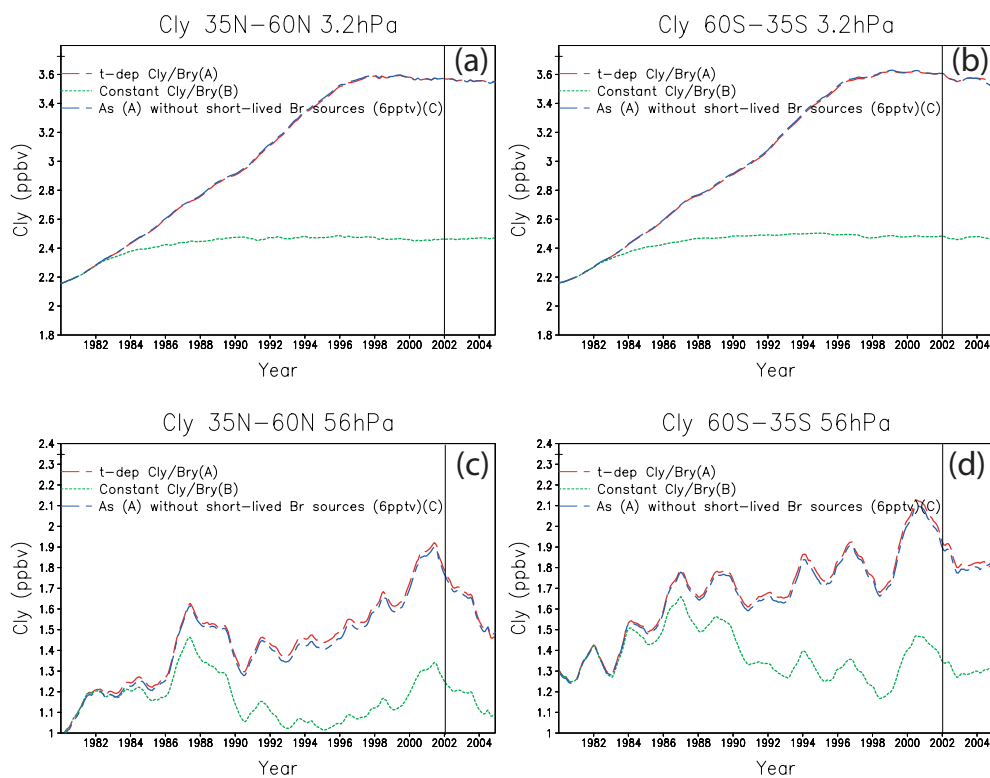 Cly 35N−60N 3.2hPa
(a)
t−dep Cly/Bry(A)
Constant Cly/Bry(B)
As (A) without short−lived Br sources (6pptv)(C)
Cly (ppbv)
3.6
3.4
3.2
3
2.8
2.6
2.4
2.2
2
1.8
1982 1984 1986 1988 1990 1992 1994 1996 1998 2000 2002 2004
Year
Cly 60S−35S 3.2hPa
(b)
t−dep Cly/Bry(A)
Constant Cly/Bry(B)
As (A) without short−lived Br sources (6pptv)(C)
Cly (ppbv)
3.6
3.4
3.2
3
2.8
2.6
2.4
2.2
2
1.8
1982 1984 1986 1988 1990 1992 1994 1996 1998 2000 2002 2004
Year
Cly 35N−60N 56hPa
(c)
t−dep Cly/Bry(A)
Constant Cly/Bry(B)
As (A) without short−lived Br sources (6pptv)(C)
Cly (ppbv)
2.4
2.3
2.2
2.1
2
1.9
1.8
1.7
1.6
1.5
1.4
1.3
1.2
1.1
1
1982 1984 1986 1988 1990 1992 1994 1996 1998 2000 2002 2004
Year
Cly 60S−35S 56hPa
(d)
t−dep Cly/Bry(A)
Constant Cly/Bry(B)
As (A) without short−lived Br sources (6pptv)(C)
Cly (ppbv)
2.4
2.3
2.2
2.1
2
1.9
1.8
1.7
1.6
1.5
1.4
1.3
1.2
1.1
1
1982 1984 1986 1988 1990 1992 1994 1996 1998 2000 2002 2004
Year